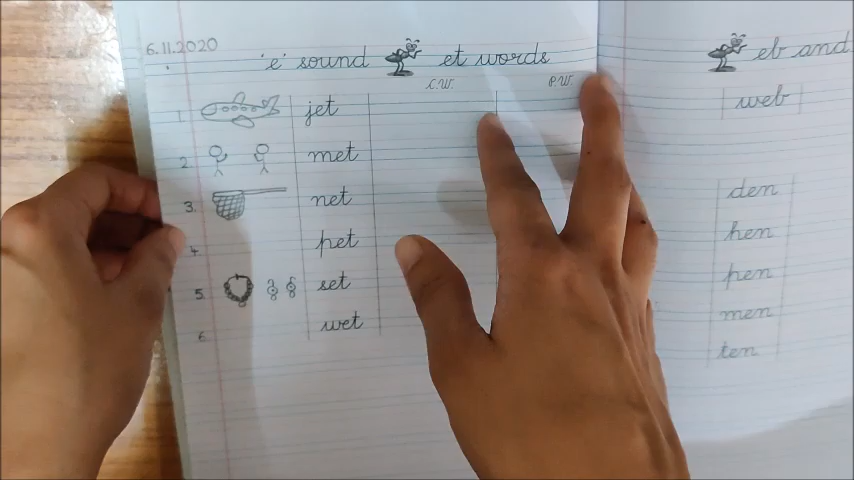 6.11.2020
'e' sound et words
C.W. P.W.
1. jet
2. met
3. net
4. pet
5. set
6. wet
eb and
web
den
hen
pen
men
ten